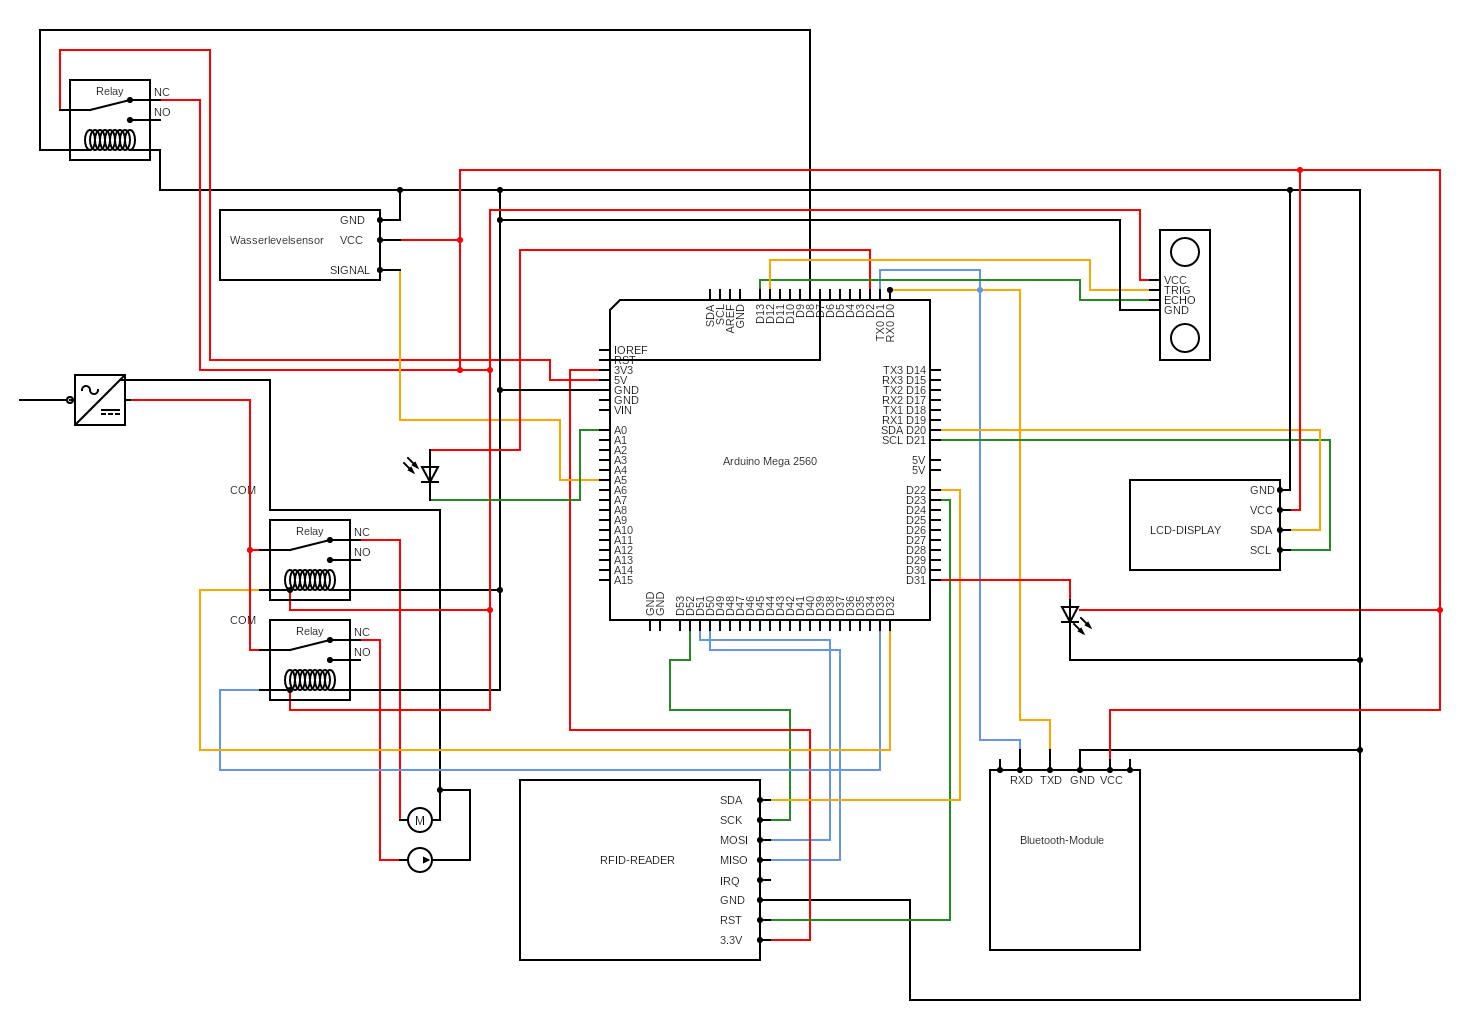 Relay
NC
NO
GND
Wasserlevelsensor
VCC
SIGNAL
VCC
TRIG
ECHO
GND
SDA
SCL
AREF
GND
D13
D12
D11
D10
D9
D8
D7
D6
D5
D4
D3
D2
TX0 D1
RX0 D0
IOREF
RST
3V3
5V
GND
GND
VIN
A0
A1
A2
A3
A4
A5
A6
A7
A8
A9
A10
A11
A12
A13
A14
A15
Arduino Mega 2560
TX3 D14
RX3 D15
TX2 D16
RX2 D17
TX1 D18
RX1 D19
SDA D20
SCL D21
5V
5V
D22
D23
D24
D25
D26
D27
D28
D29
D30
D31
GND
GND
D53
D52
D51
D50
D49
D48
D47
D46
D45
D44
D43
D42
D41
D40
D39
D38
D37
D36
D35
D34
D33
D32
COM
Relay
NC
NO
COM
Relay
NC
NO
GND
VCC
LCD-DISPLAY
SDA
SCL
M
RFID-READER
SDA
SCK
MOSI
MISO
IRQ
GND
RST
3.3V
RXD TXD GND VCC
Bluetooth-Module